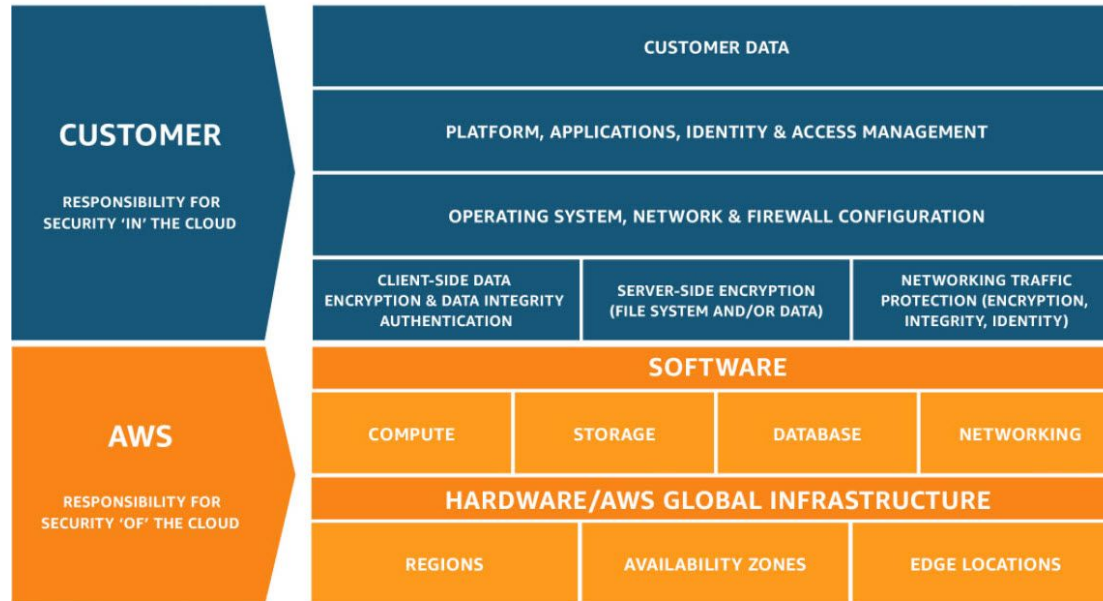 CUSTOMER
RESPONSIBILITY FOR
SECURITY ‘IN’ THE CLOUD
CUSTOMER DATA
PLATFORM, APPLICATIONS, IDENTITY & ACCESS MANAGEMENT
OPERATING SYSTEM, NETWORK & FIREWALL CONFIGURATION
CLIENT-SIDE DATA
ENCRYPTION & DATA INTEGRITY
AUTHENTICATION
SERVER-SIDE ENCRYPTION
(FILE SYSTEM AND/OR DATA)
NETWORKING TRAFFIC
PROTECTION (ENCRYPTION,
INTEGRITY, IDENTITY)
AWS
RESPONSIBILITY FOR
SECURITY ‘OF’ THE CLOUD
SOFTWARE
COMPUTE
STORAGE
DATABASE
NETWORKING
HARDWARE/AWS GLOBAL INFRASTRUCTURE
REGIONS
AVAILABILITY ZONES
EDGE LOCATIONS